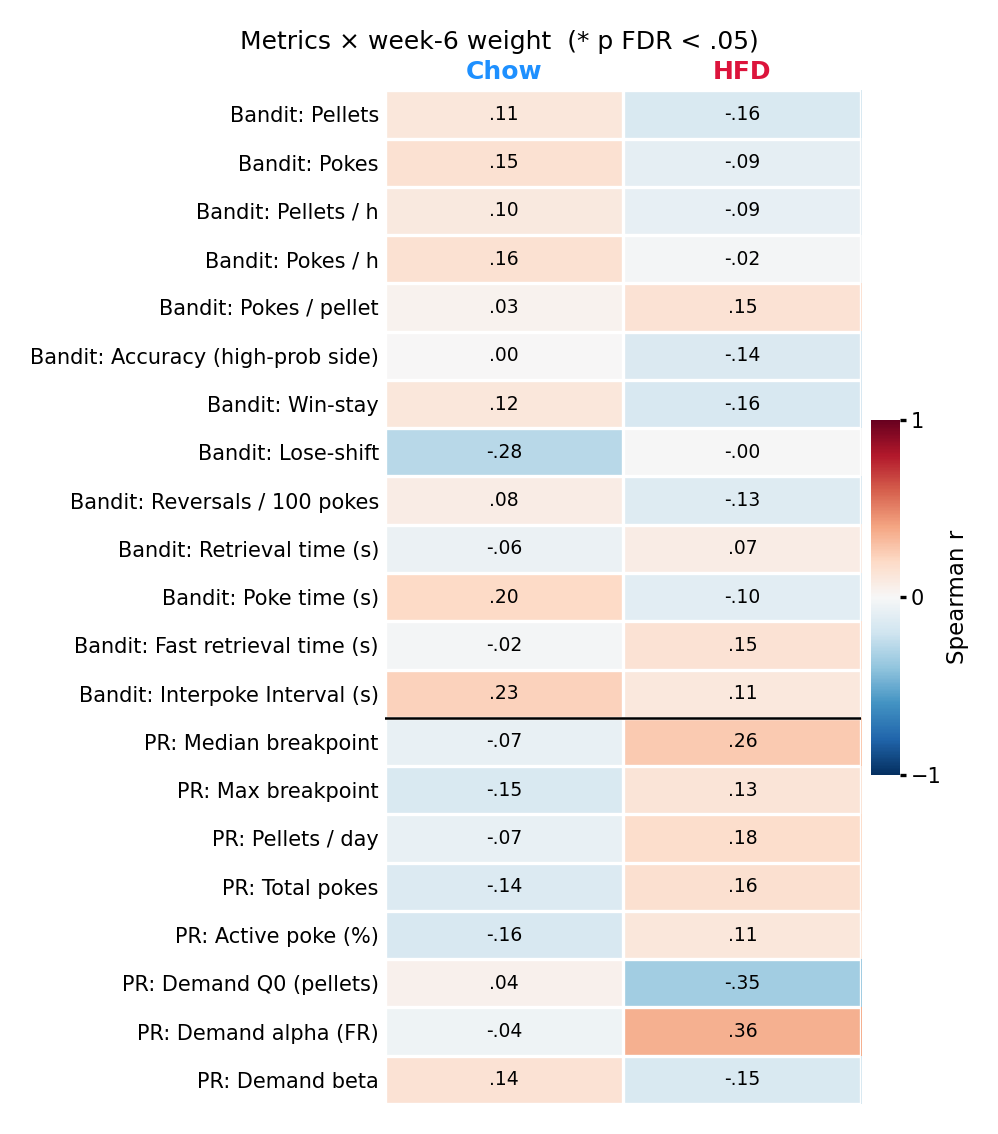 Metrics × week-6 weight  (* p FDR < .05)
Chow HFD
Bandit: Pellets .11 -.16
Bandit: Pokes .15 -.09
Bandit: Pellets / h .10 -.09
Bandit: Pokes / h .16 -.02
Bandit: Pokes / pellet .03 .15
Bandit: Accuracy (high-prob side) .00 -.14
Bandit: Win-stay .12 -.16
Bandit: Lose-shift -.28 -.00
Bandit: Reversals / 100 pokes .08 -.13
Bandit: Retrieval time (s) -.06 .07
Bandit: Poke time (s) .20 -.10
Bandit: Fast retrieval time (s) -.02 .15
Bandit: Interpoke Interval (s) .23 .11
PR: Median breakpoint -.07 .26
PR: Max breakpoint -.15 .13
PR: Pellets / day -.07 .18
PR: Total pokes -.14 .16
PR: Active poke (%) -.16 .11
PR: Demand Q0 (pellets) .04 -.35
PR: Demand alpha (FR) -.04 .36
PR: Demand beta .14 -.15
1
0
−1
Spearman r